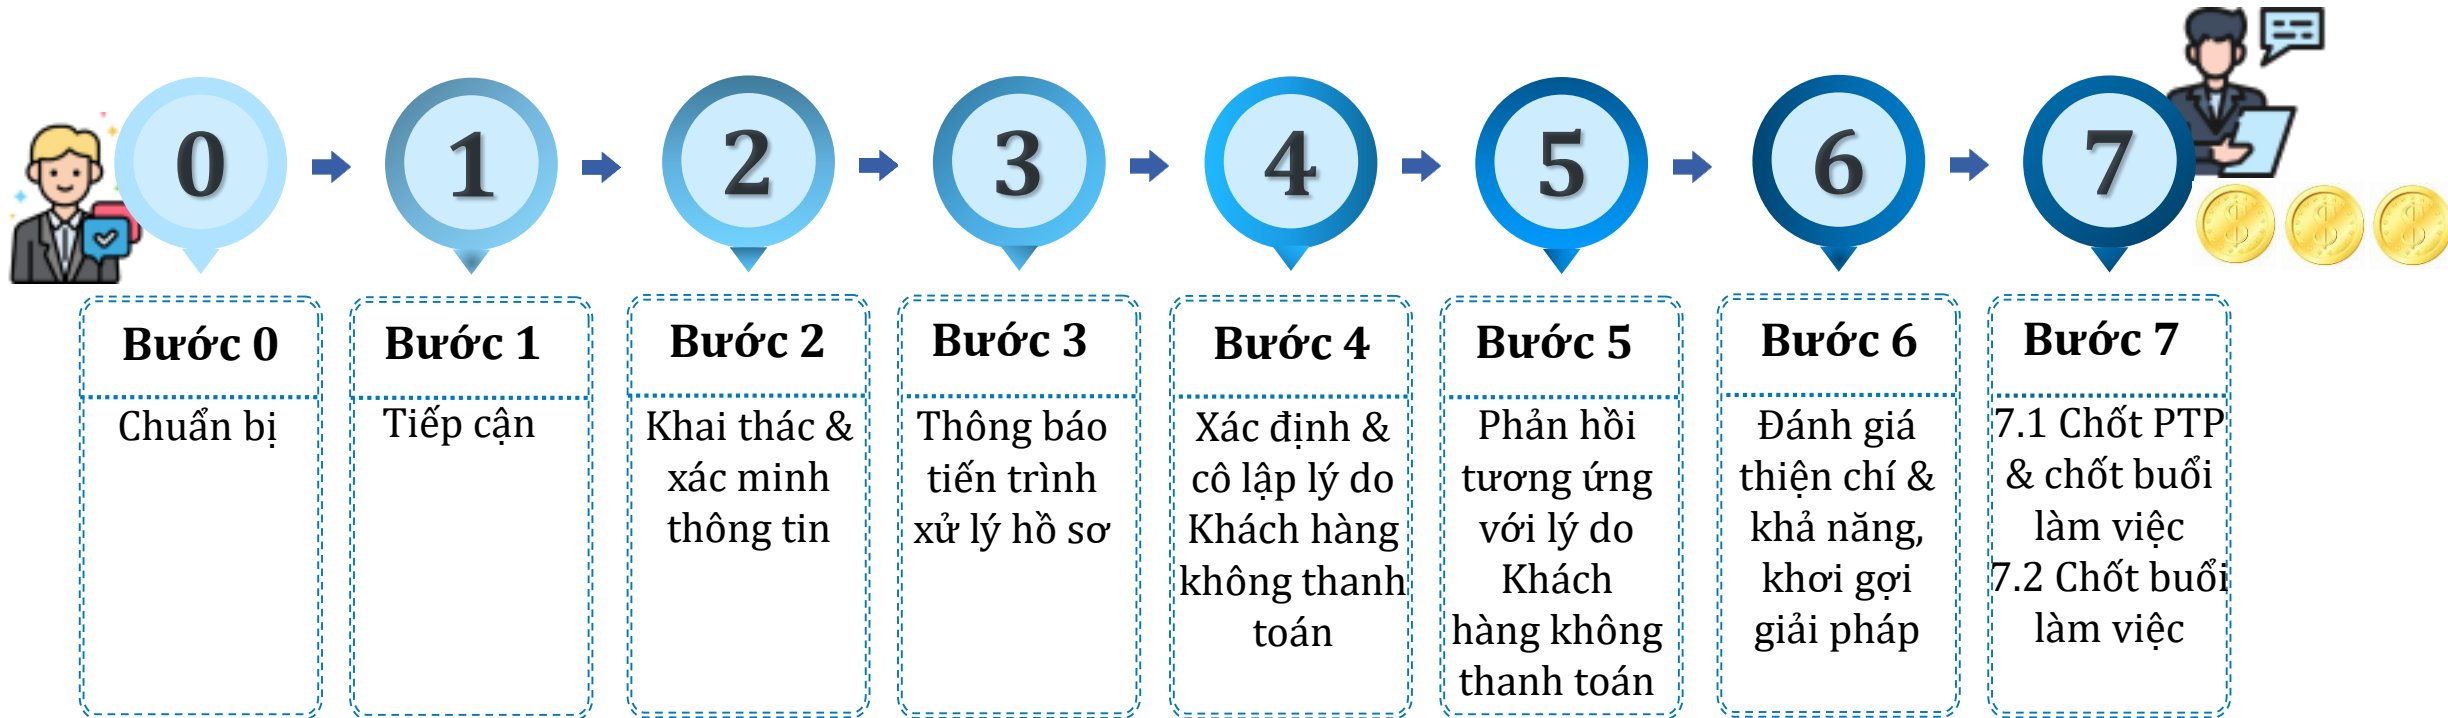 0
1
2
3
4
5
6
7
Bước 0
Chuẩn bị
Bước 1
Tiếp cận
Bước 2
Khai thác &
xác minh
thông tin
Bước 3
Thông báo
tiến trình
xử lý hồ sơ
Bước 4
Xác định &
cô lập lý do
Khách hàng
không thanh
toán
Bước 5
Phản hồi
tương ứng
với lý do
Khách
hàng không
thanh toán
Bước 6
Đánh giá
thiện chí &
khả năng,
khơi gợi
giải pháp
Bước 7
7.1 Chốt PTP
& chốt buổi
làm việc
7.2 Chốt buổi
làm việc